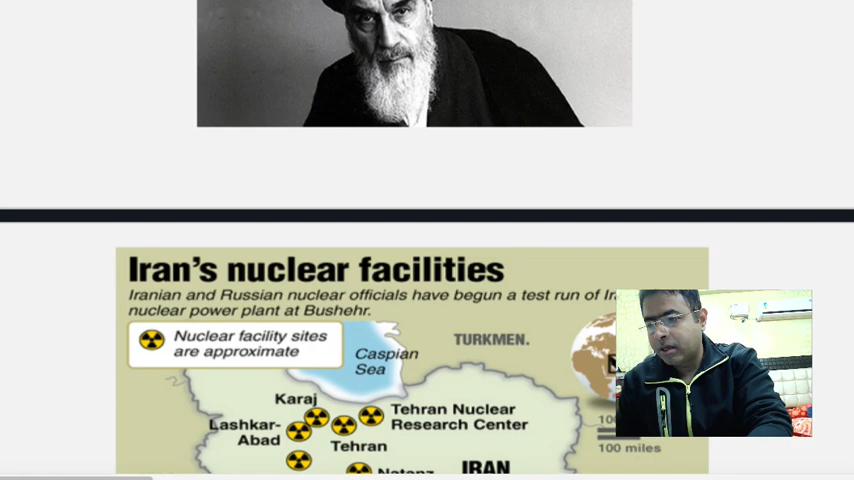 Iran's nuclear facilities
Iranian and Russian nuclear officials have begun a test run of
nuclear power plant at Bushehr.
Nuclear facility sites
are approximate
Caspian
Sea
TURKMEN.
Karaj
Lashkar-
Abad
Tehran Nuclear
Research Center
Tehran
Natanz
IRAN
100 miles